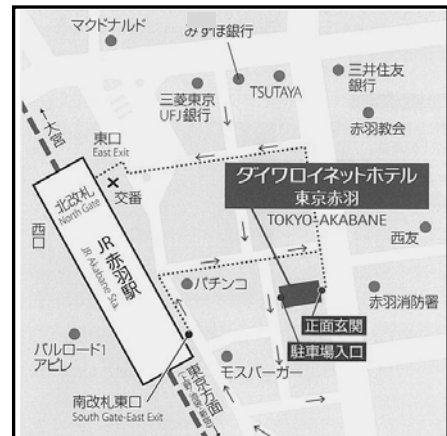 マクドナルド
みずほ銀行
三菱東京
UFJ銀行
TSUTAYA
三井住友
銀行
赤羽教会
大宮
東口
East Exit
交番
ダイワロイネットホテル
東京赤羽
TOKYO-AKABANE
北改札
North Gate
西口
JR赤羽駅
JR Akabane Sta.
パチンコ
西友
赤羽消防署
正面玄関
駐車場入口
パルロード1
アピレ
モスバーガー
南改札東口
South Gate-East Exit
東京方面